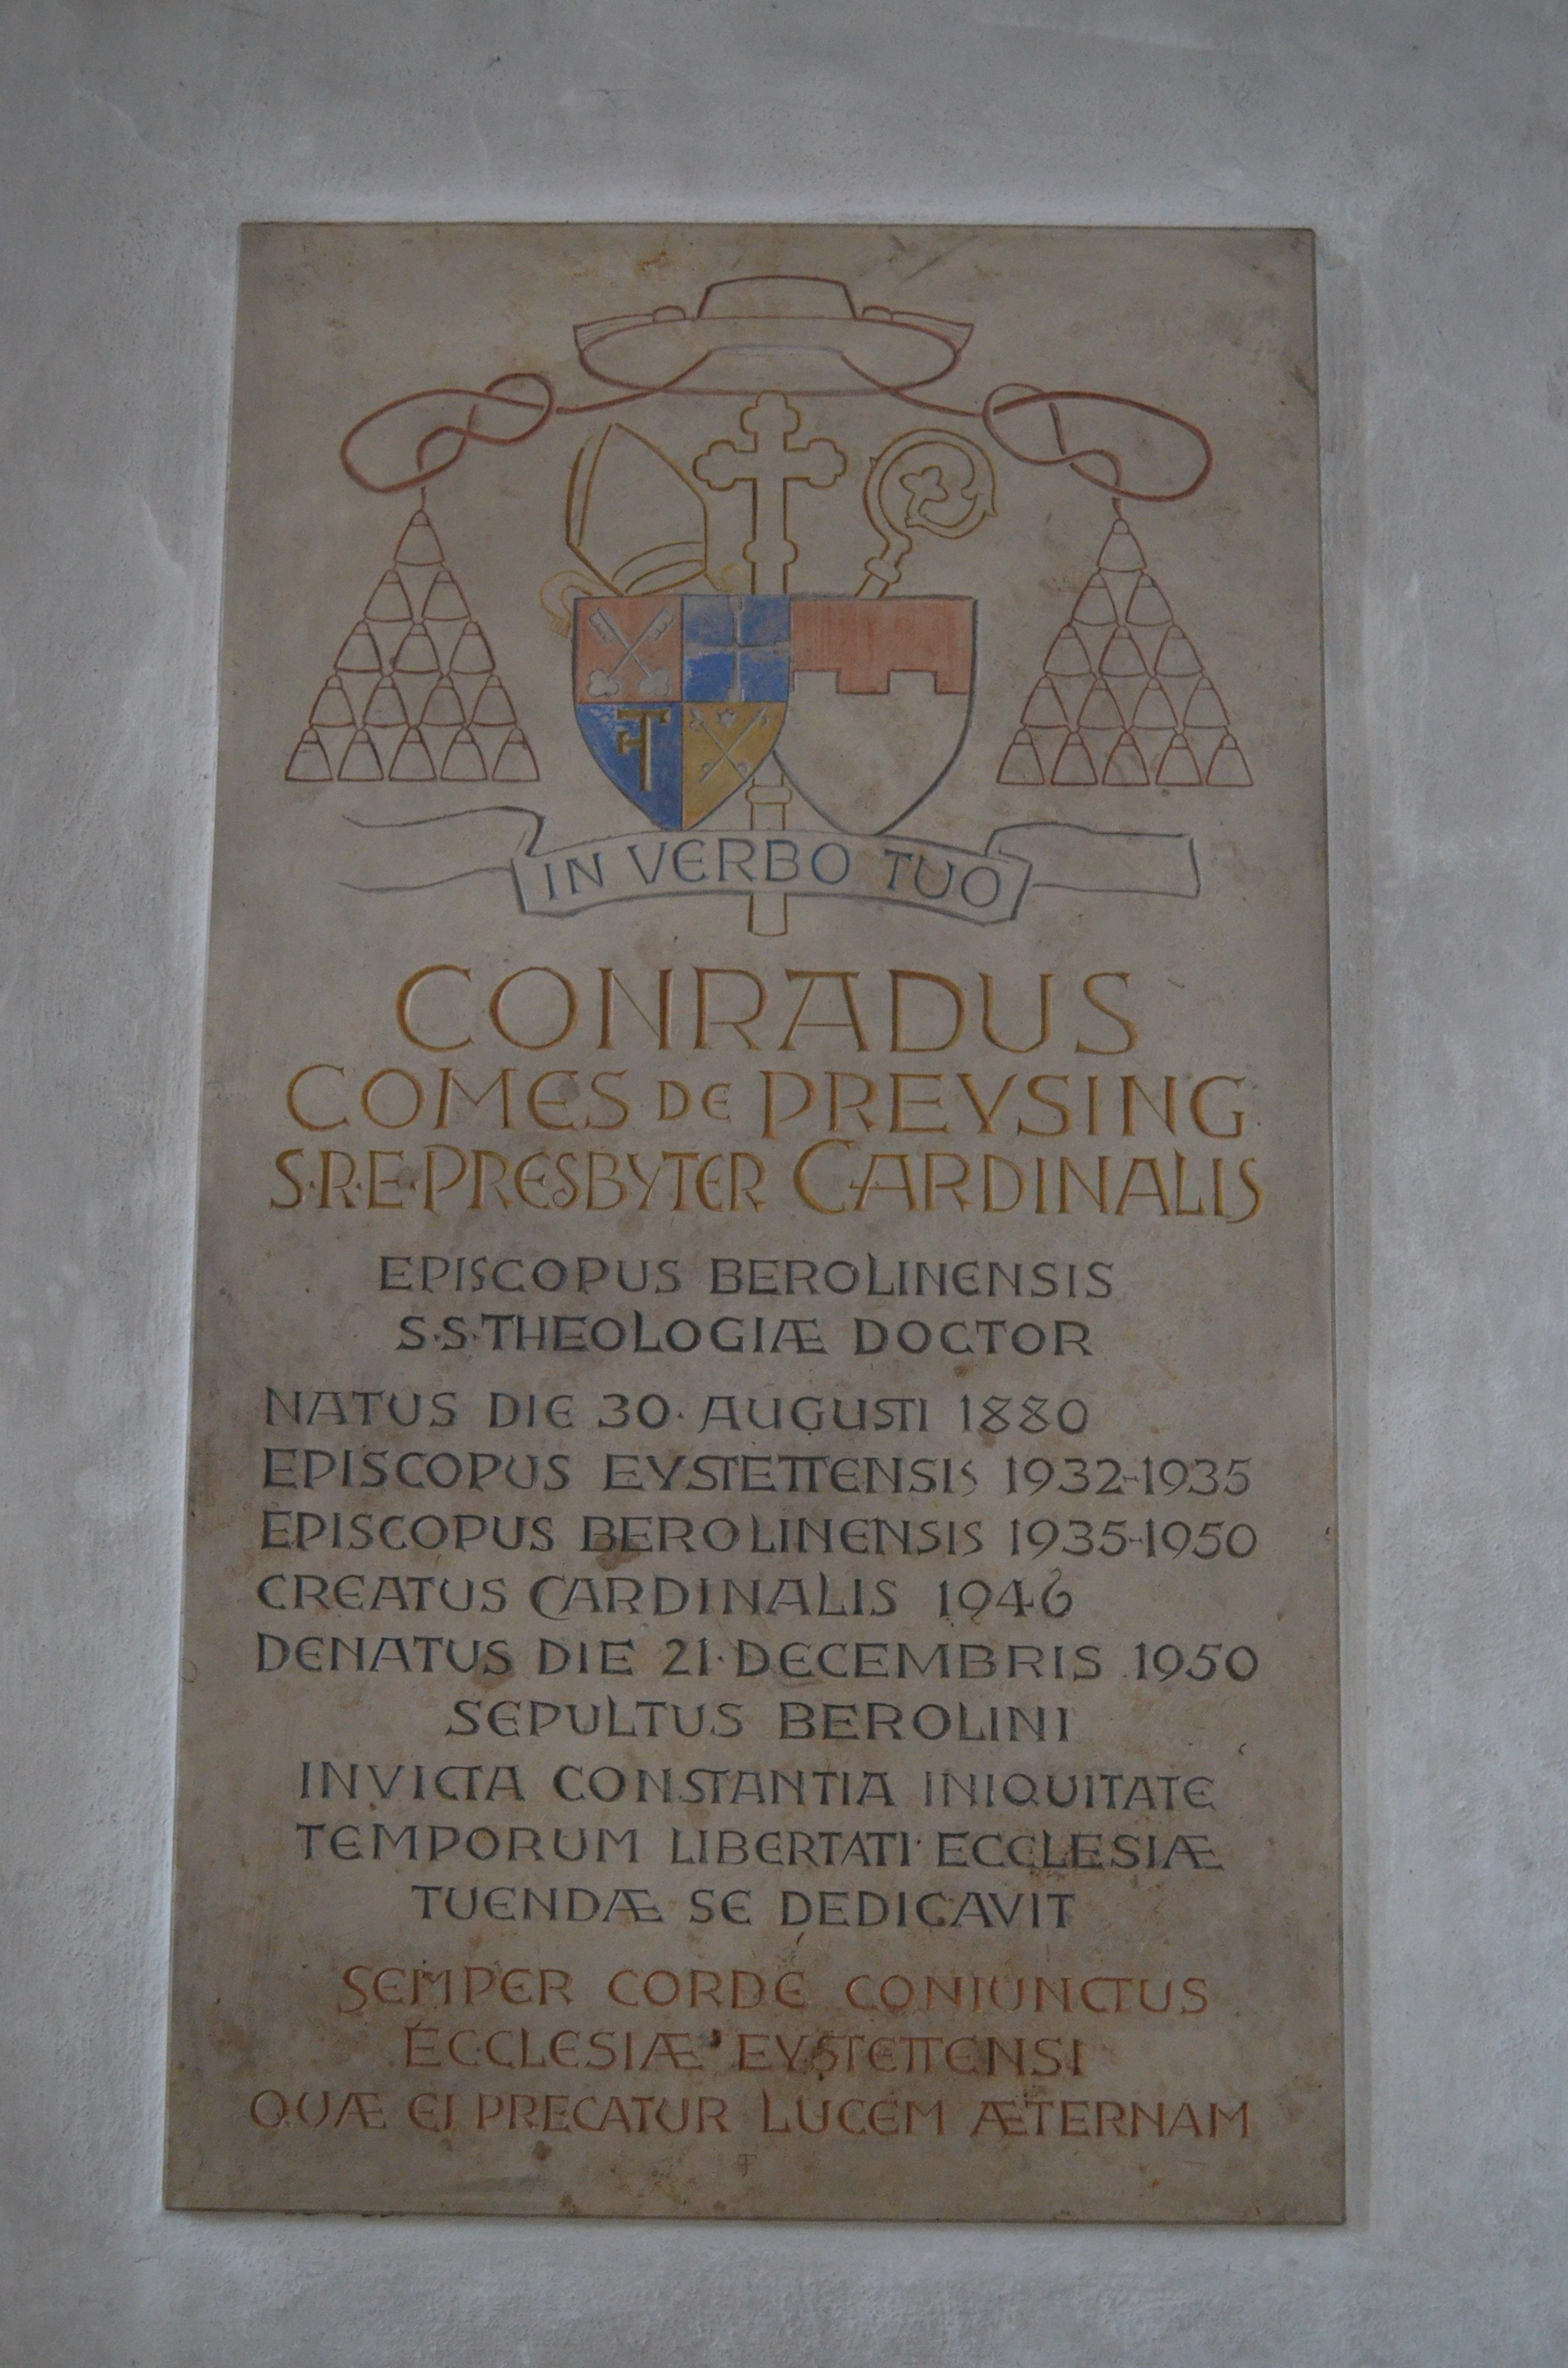 IN VERBO TUO
CONRADUS
COMES DE PREYSING
S·R·E·PRESBYTER CARDINALIS
EPISCOPUS BEROLINENSIS
S·S·THEOLOGIÆ DOCTOR
NATUS DIE 30· AUGUSTI 1880
EPISCOPUS EYSTETTENSIS 1932-1935
EPISCOPUS BEROLINENSIS 1935-1950
CREATUS CARDINALIS 1946
DENATUS DIE 21·DECEMBRIS 1950
SEPULTUS BEROLINI
INVICTA CONSTANTIA INIQUITATE
TEMPORUM LIBERTATI ECCLESIÆ
TUENDÆ SE DEDICAVIT
SEMPER CORDE CONIUNCTUS
ECCLESIÆ EYSTETTENSI
QUÆ EI PRECATUR LUCEM ÆTERNAM